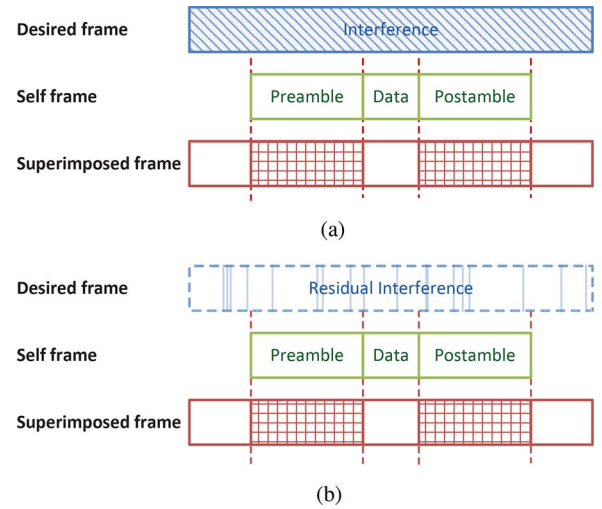 Desired frame
Interference
Self frame
Preamble
Data
Postamble
Superimposed frame
(a)
Desired frame
Residual Interference
Self frame
Preamble
Data
Postamble
Superimposed frame
(b)